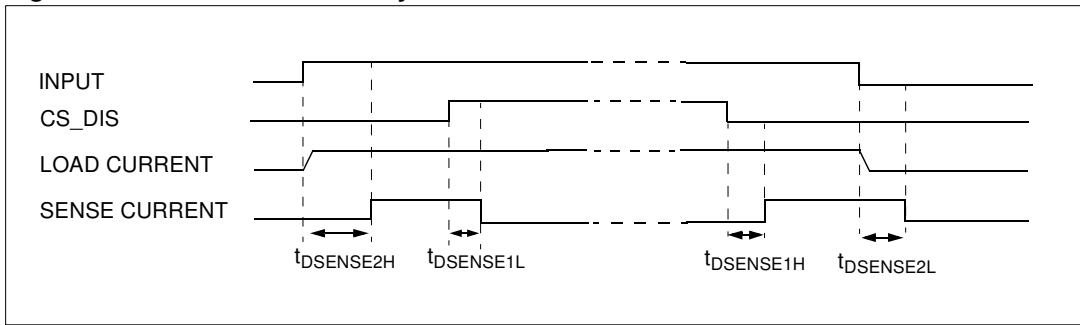 INPUT
CS_DIS
LOAD CURRENT
SENSE CURRENT
tDSENSE2H
tDSENSE1L
tDSENSE1H
tDSENSE2L